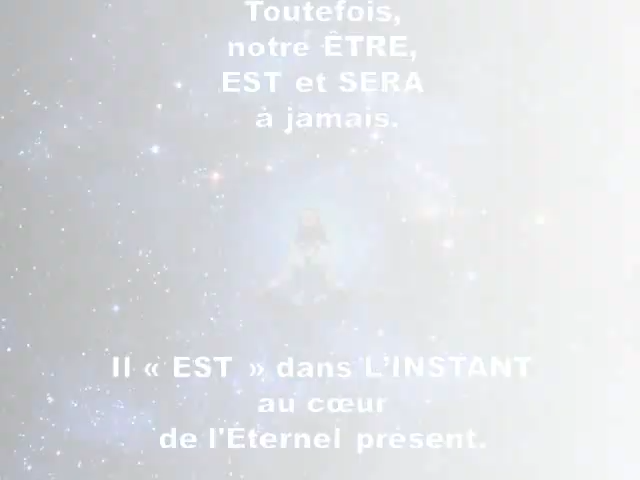 Toutefois,
notre ÊTRE,
EST et SERA
à jamais.
Il « EST » dans L’INSTANT
au cœur
de l'Éternel présent.